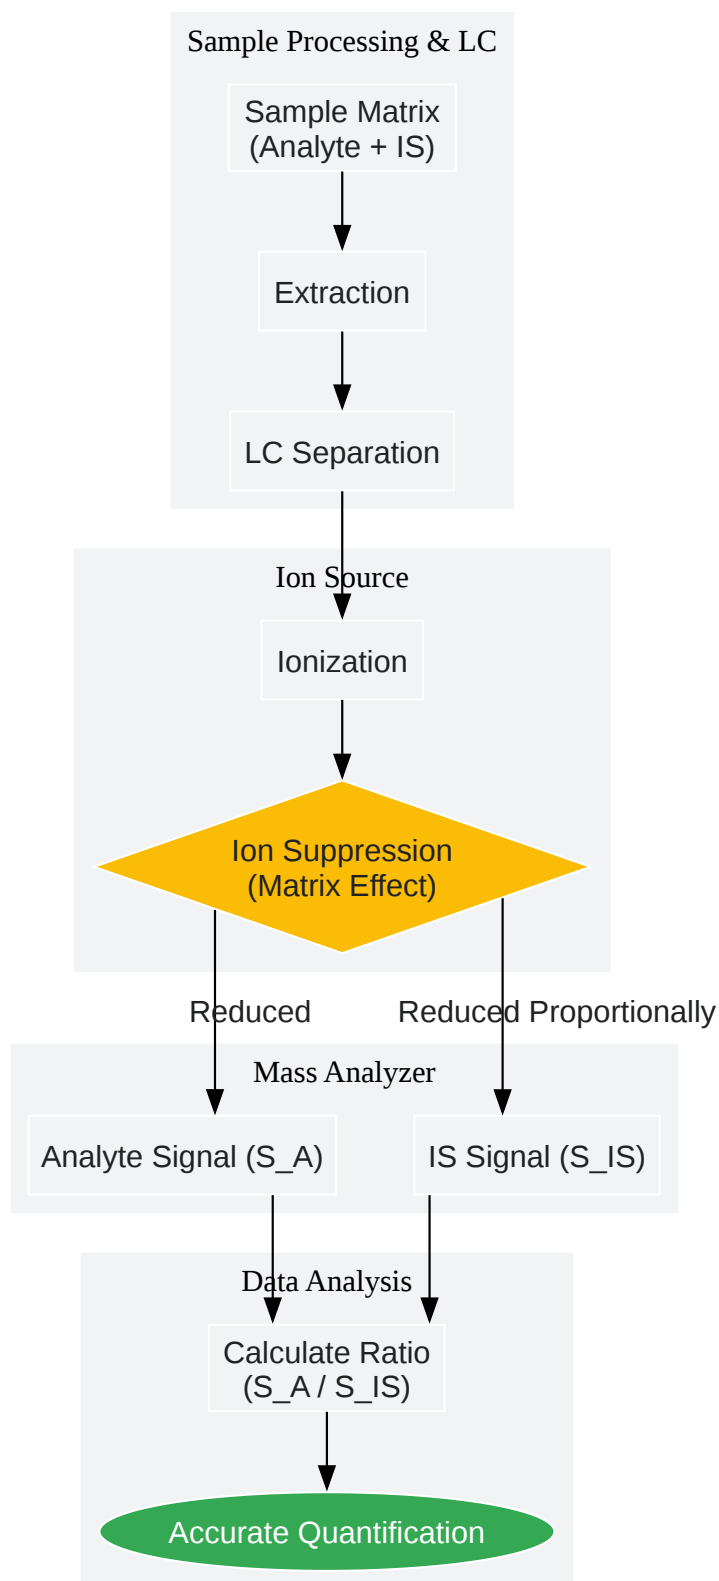 Sample Processing & LC
Sample Matrix
(Analyte + IS)
Extraction
LC Separation
Ion Source
Ionization
Ion Suppression
(Matrix Effect)
Reduced
Reduced Proportionally
Mass Analyzer
Analyte Signal (S_A)
IS Signal (S_IS)
Data Analysis
Calculate Ratio
(S_A / S_IS)
Accurate Quantification